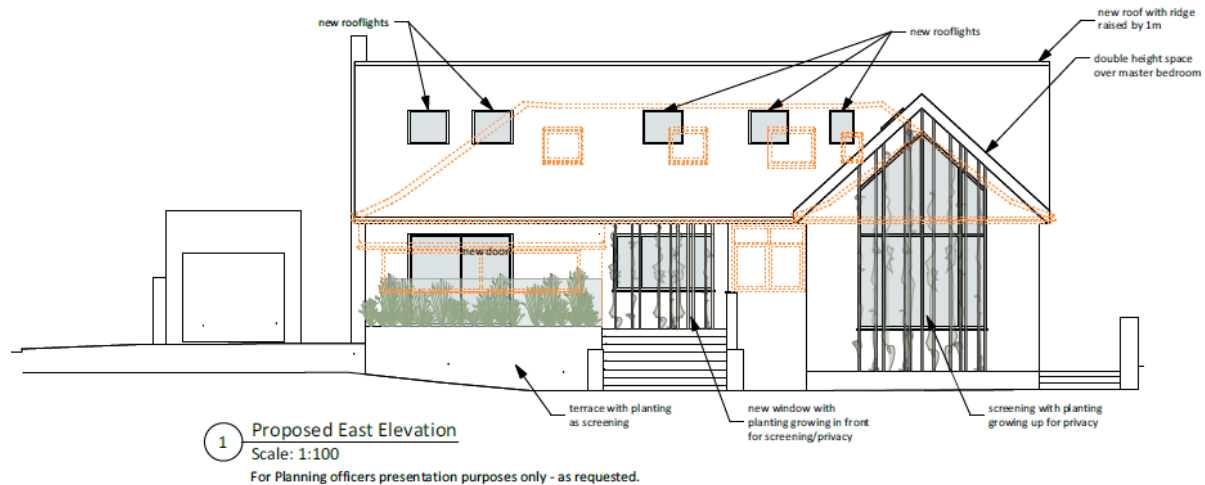 new rooflights
new rooflights
new roof with ridge
raised by 1m
double height space
over master bedroom
new door
terrace with planting
as screening
new window with
planting growing in front
for screening/privacy
screening with planting
growing up for privacy
1
Proposed East Elevation
Scale: 1:100
For Planning officers presentation purposes only - as requested.